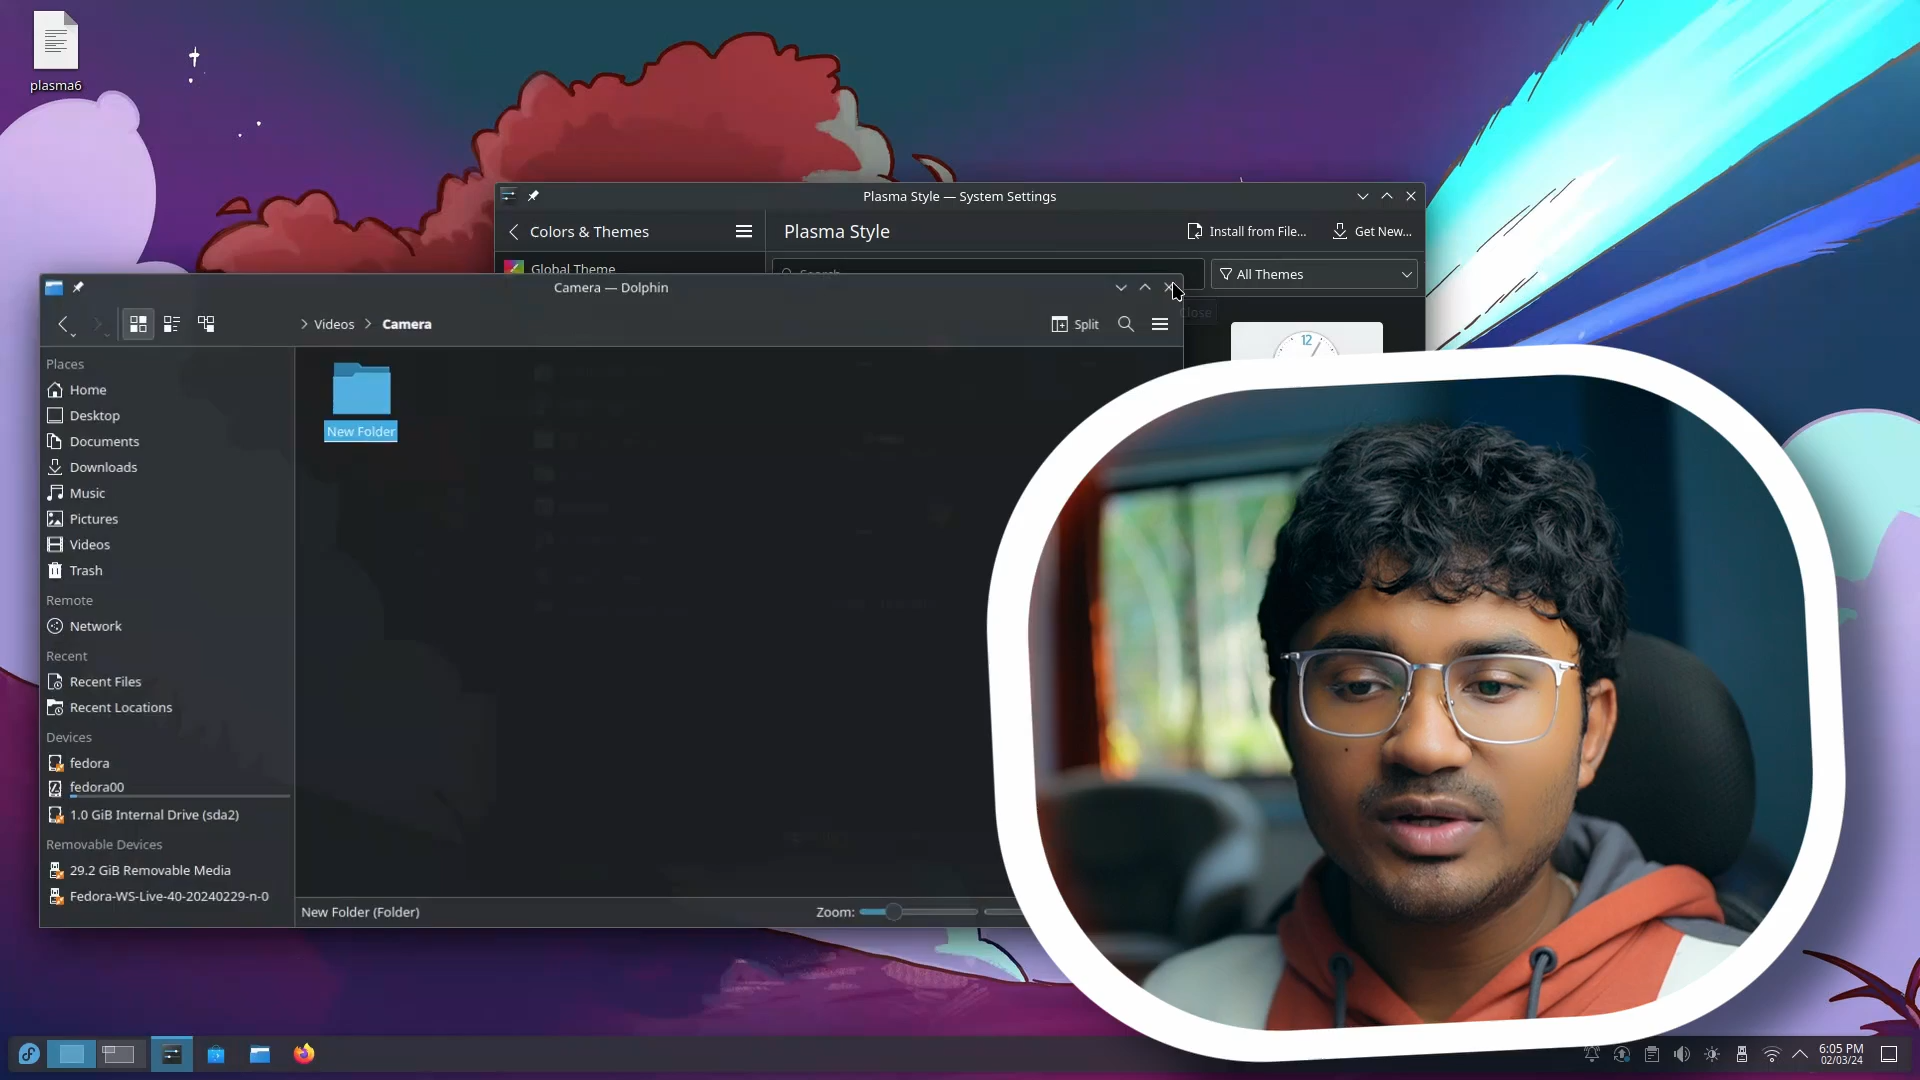 plasma6
Plasma Style — System Settings
Colors & Themes
Plasma Style
Install from File...
Get New...
Global Theme
Search...
All Themes
12
Camera — Dolphin
Close
Videos
Camera
Split
Places
Home
Desktop
Documents
Downloads
Music
Pictures
Videos
Trash
Remote
Network
Recent
Recent Files
Recent Locations
Devices
fedora
fedora00
1.0 GiB Internal Drive (sda2)
Removable Devices
29.2 GiB Removable Media
Fedora-WS-Live-40-20240229-n-0
New Folder
New Folder (Folder)
Zoom:
6:05 PM
02/03/24